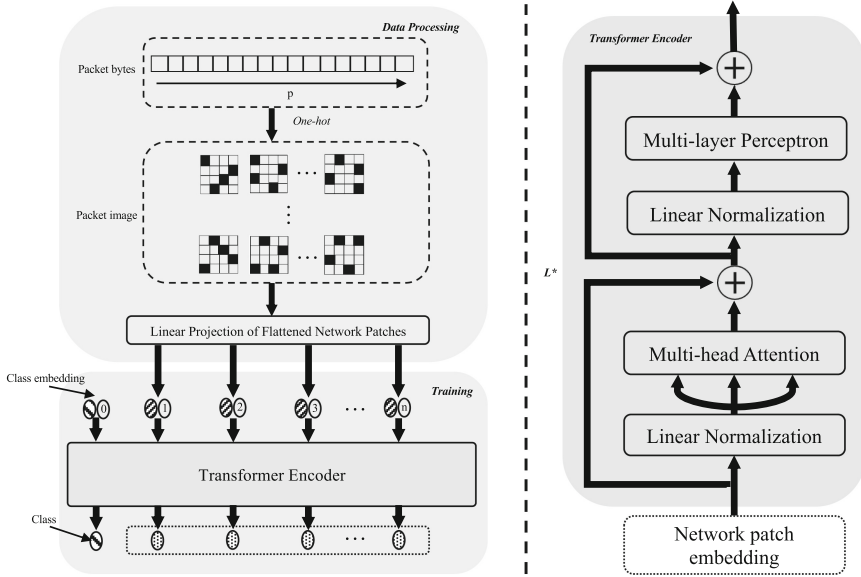 Data Processing
Packet bytes
p
One-hot
Packet image
...
Linear Projection of Flattened Network Patches
Class embedding
Training
0
1
2
3
...
n
Transformer Encoder
Class
...
Transformer Encoder
+
Multi-layer Perceptron
Linear Normalization
L*
+
Multi-head Attention
Linear Normalization
Network patch
embedding